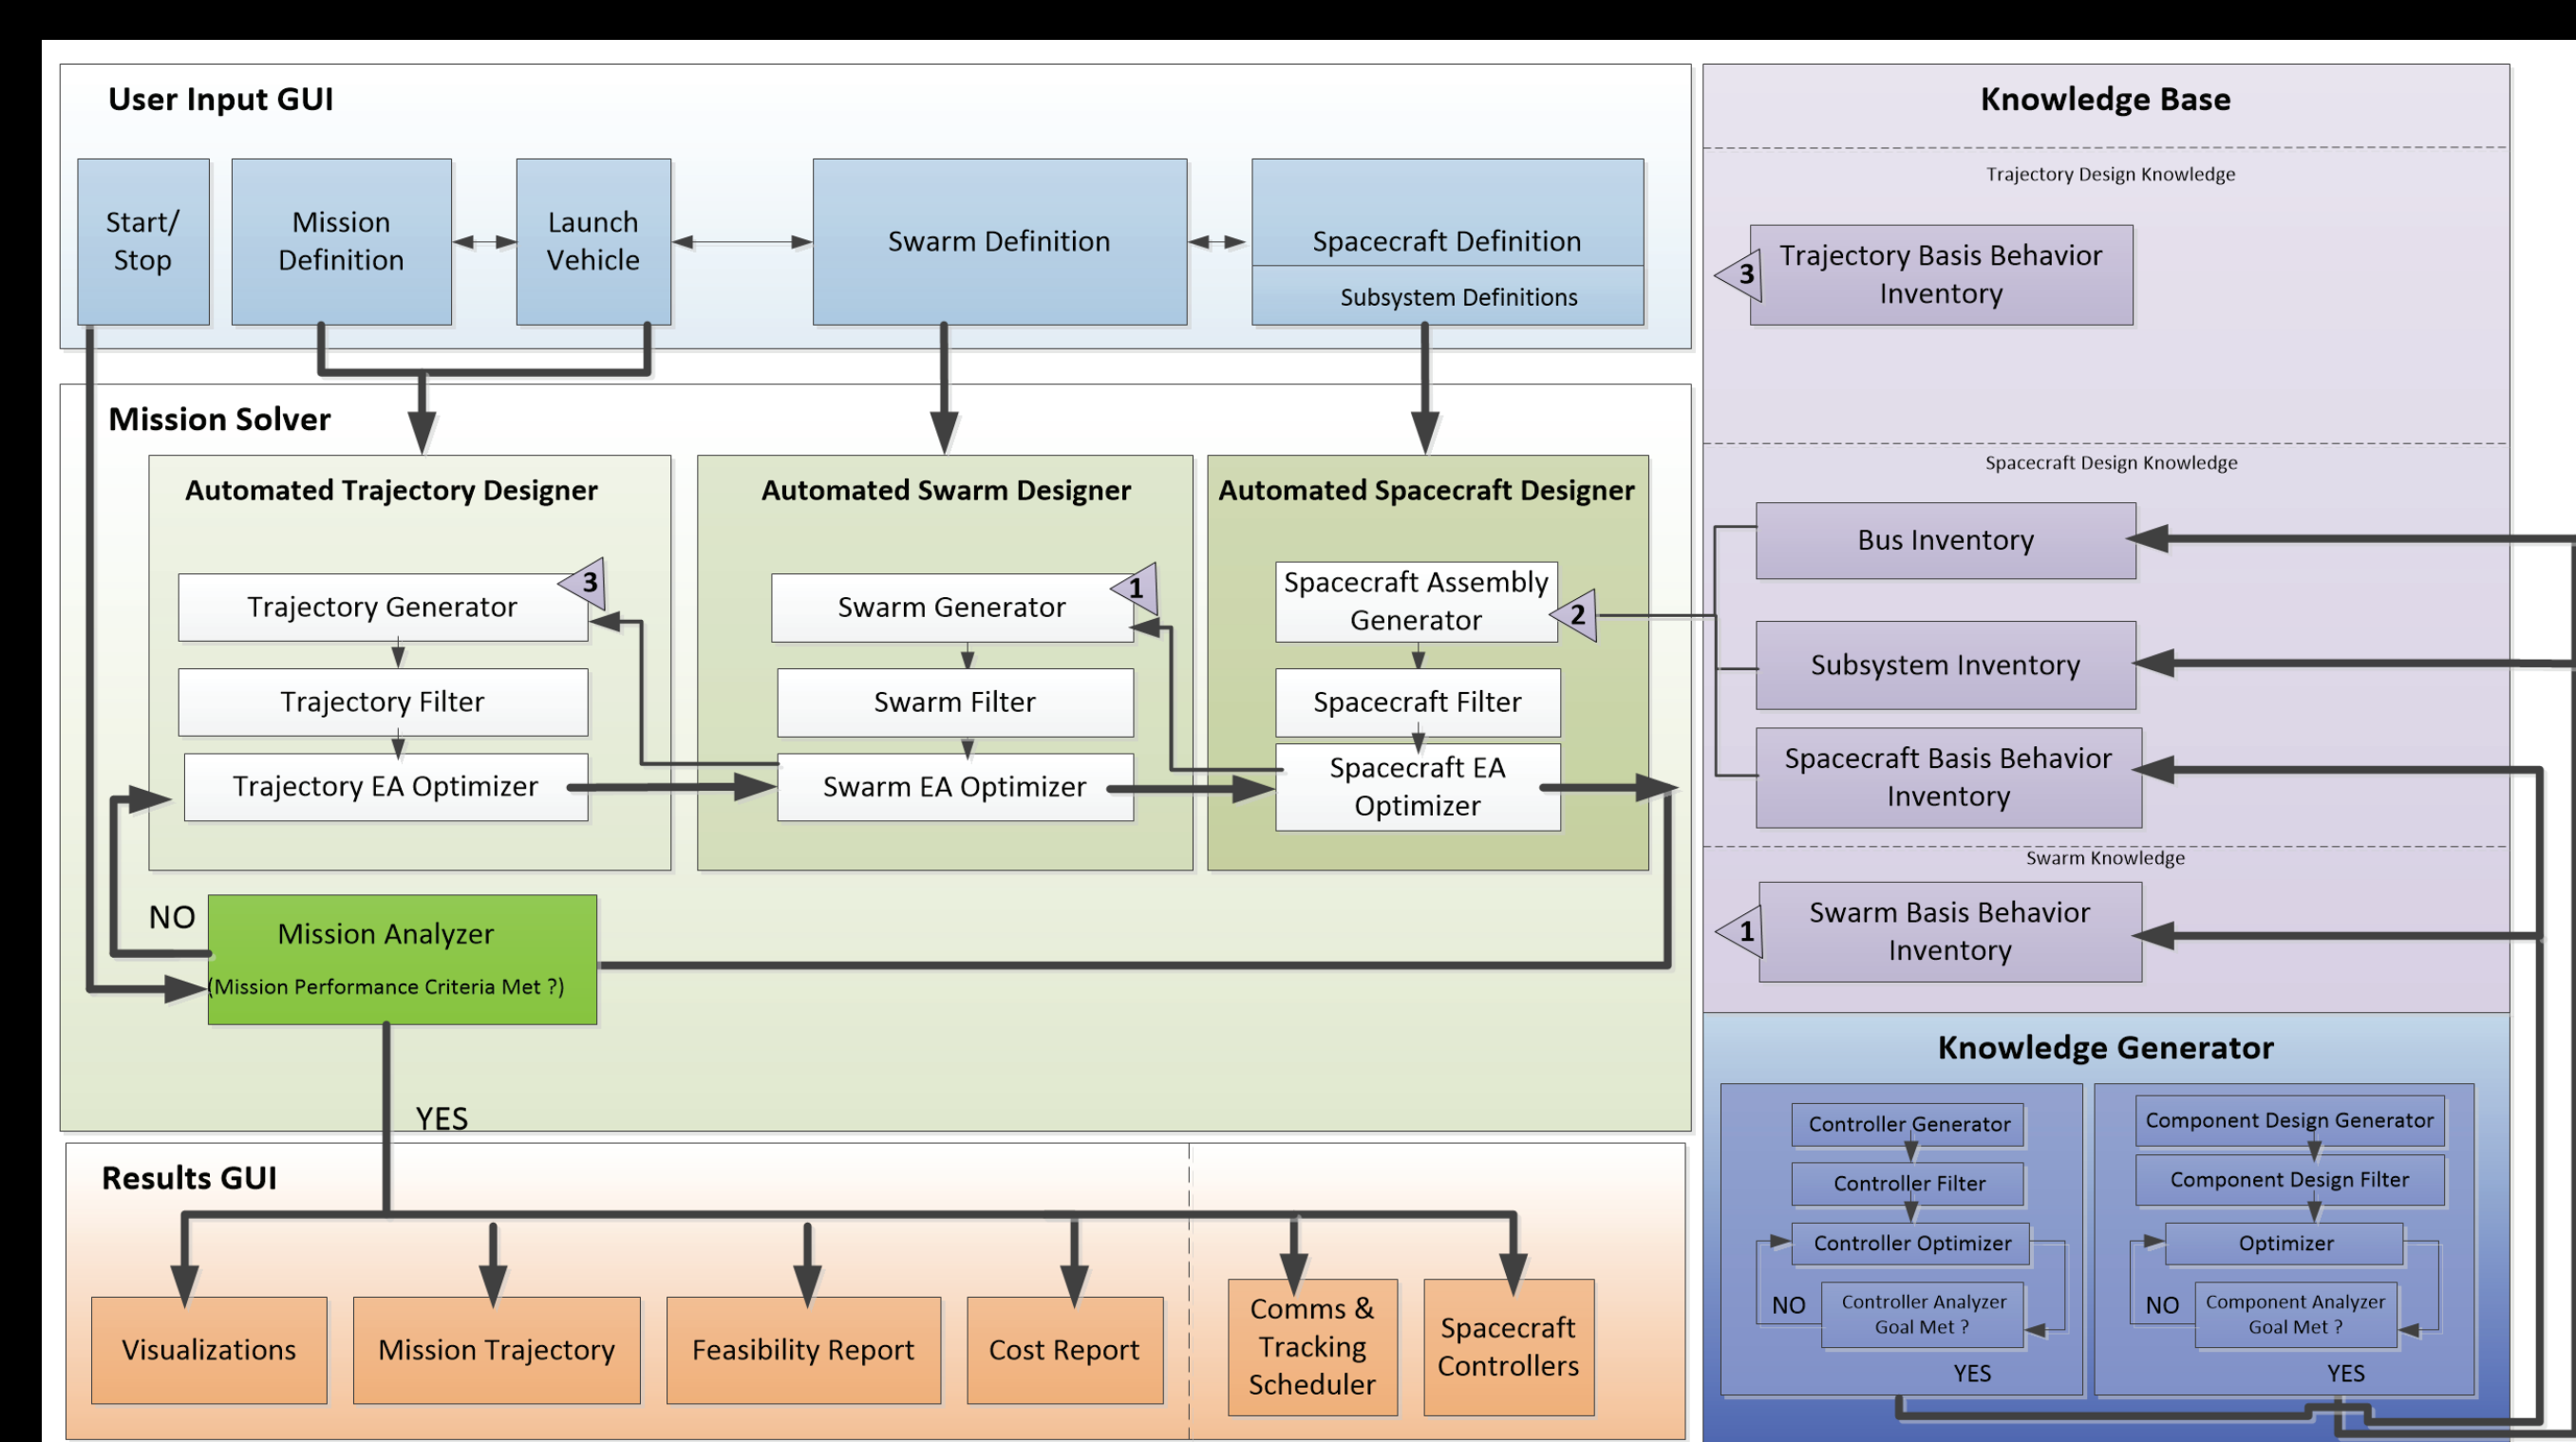 User Input GUI
Start/
Stop
Mission
Definition
Launch
Vehicle
Swarm Definition
Spacecraft Definition
Subsystem Definitions
Mission Solver
Automated Trajectory Designer
3
Trajectory Generator
Trajectory Filter
Trajectory EA Optimizer
Automated Swarm Designer
1
Swarm Generator
Swarm Filter
Swarm EA Optimizer
Automated Spacecraft Designer
Spacecraft Assembly
Generator
2
Spacecraft Filter
Spacecraft EA
Optimizer
NO
Mission Analyzer
(Mission Performance Criteria Met ?)
YES
Results GUI
Visualizations
Mission Trajectory
Feasibility Report
Cost Report
Comms &
Tracking
Scheduler
Spacecraft
Controllers
Knowledge Base
Trajectory Design Knowledge
3
Trajectory Basis Behavior
Inventory
Spacecraft Design Knowledge
Bus Inventory
Subsystem Inventory
Spacecraft Basis Behavior
Inventory
Swarm Knowledge
1
Swarm Basis Behavior
Inventory
Knowledge Generator
Controller Generator
Controller Filter
Controller Optimizer
NO
Controller Analyzer
Goal Met ?
YES
Component Design Generator
Component Design Filter
Optimizer
NO
Component Analyzer
Goal Met ?
YES